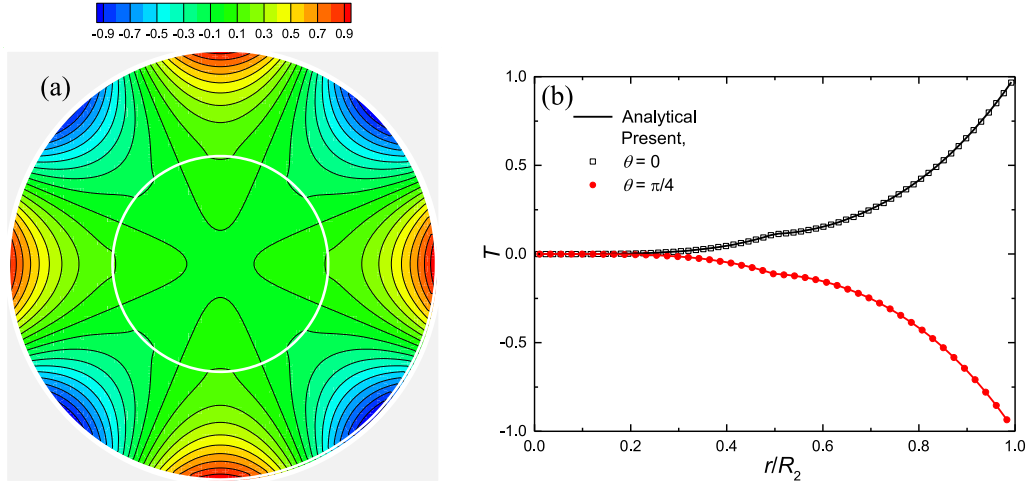 -0.9 -0.7 -0.5 -0.3 -0.1 0.1 0.3 0.5 0.7 0.9
(a)
(b)
Analytical
Present,
θ = 0
θ = π/4
1.0
0.5
0.0
-0.5
-1.0
T
0.0 0.2 0.4 0.6 0.8 1.0
r/R₂